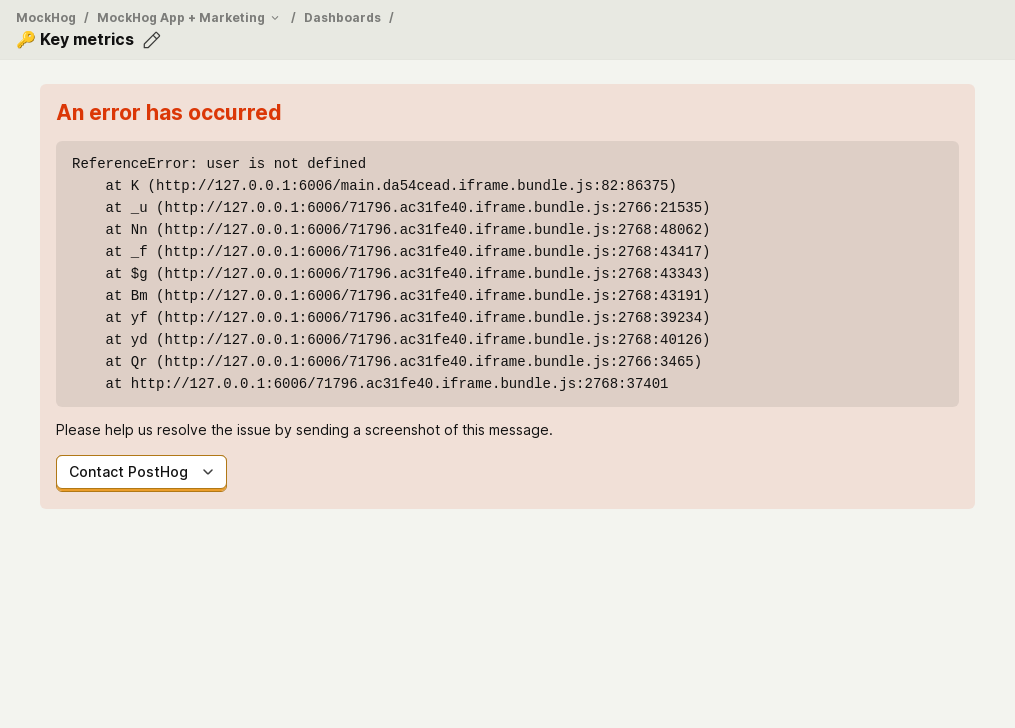 MockHog / MockHog App + Marketing / Dashboards /
🔑 Key metrics
An error has occurred
ReferenceError: user is not defined
    at K (http://127.0.0.1:6006/main.da54cead.iframe.bundle.js:82:86375)
    at _u (http://127.0.0.1:6006/71796.ac31fe40.iframe.bundle.js:2766:21535)
    at Nn (http://127.0.0.1:6006/71796.ac31fe40.iframe.bundle.js:2768:48062)
    at _f (http://127.0.0.1:6006/71796.ac31fe40.iframe.bundle.js:2768:43417)
    at $g (http://127.0.0.1:6006/71796.ac31fe40.iframe.bundle.js:2768:43343)
    at Bm (http://127.0.0.1:6006/71796.ac31fe40.iframe.bundle.js:2768:43191)
    at yf (http://127.0.0.1:6006/71796.ac31fe40.iframe.bundle.js:2768:39234)
    at yd (http://127.0.0.1:6006/71796.ac31fe40.iframe.bundle.js:2768:40126)
    at Qr (http://127.0.0.1:6006/71796.ac31fe40.iframe.bundle.js:2766:3465)
    at http://127.0.0.1:6006/71796.ac31fe40.iframe.bundle.js:2768:37401
Please help us resolve the issue by sending a screenshot of this message.
Contact PostHog